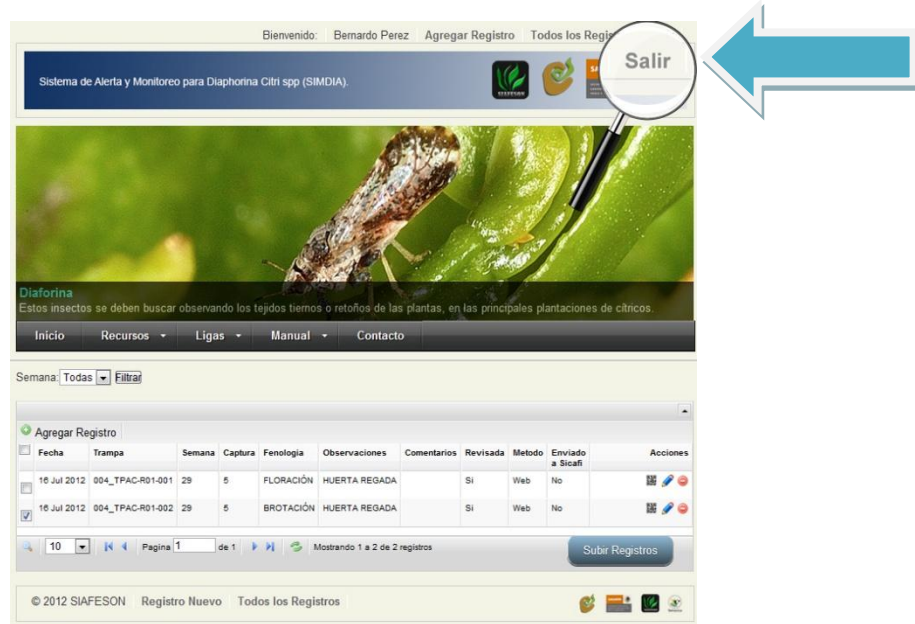 Bienvenido: Bernardo Perez Agregar Registro Todos los Regis
Salir
Sistema de Alerta y Monitoreo para Diaphorina Citri spp (SIMDIA).
SIAFESON
Diaforina
Estos insectos se deben buscar observando los tejidos tiernos o retoños de las plantas, en las principales plantaciones de cítricos.
Inicio Recursos Ligas Manual Contacto
Semana: Todas Filtrar
Agregar Registro
Fecha Trampa Semana Captura Fenologia Observaciones Comentarios Revisada Metodo Enviado a Sicafi Acciones
16 Jul 2012 004_TPAC-R01-001 29 5 FLORACIÓN HUERTA REGADA Si Web No
16 Jul 2012 004_TPAC-R01-002 29 5 BROTACIÓN HUERTA REGADA Si Web No
10 Pagina 1 de 1 Mostrando 1 a 2 de 2 registros Subir Registros
© 2012 SIAFESON Registro Nuevo Todos los Registros